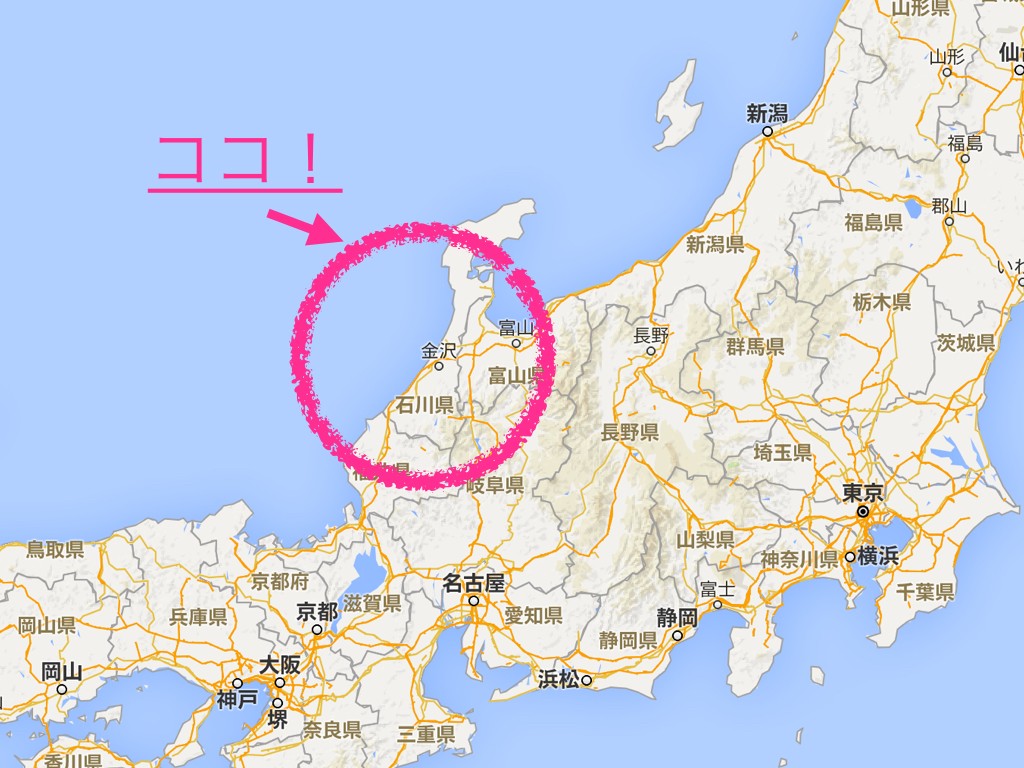 山形県
山形
仙台
新潟
ココ！
福島
郡山
福島県
新潟県
いわ
栃木県
富山
長野
群馬県
茨城県
金沢
富山県
石川県
長野県
埼玉県
福井県
岐阜県
東京
鳥取県
山梨県
神奈川県
横浜
京都府
名古屋
富士
千葉県
兵庫県
京都
滋賀県
愛知県
静岡
岡山県
静岡県
大阪
岡山
浜松
神戸
堺
奈良県
三重県
香川県